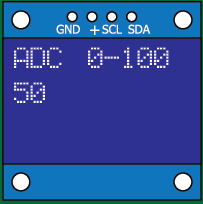 GND + SCL SDA
ADC 0-100
50